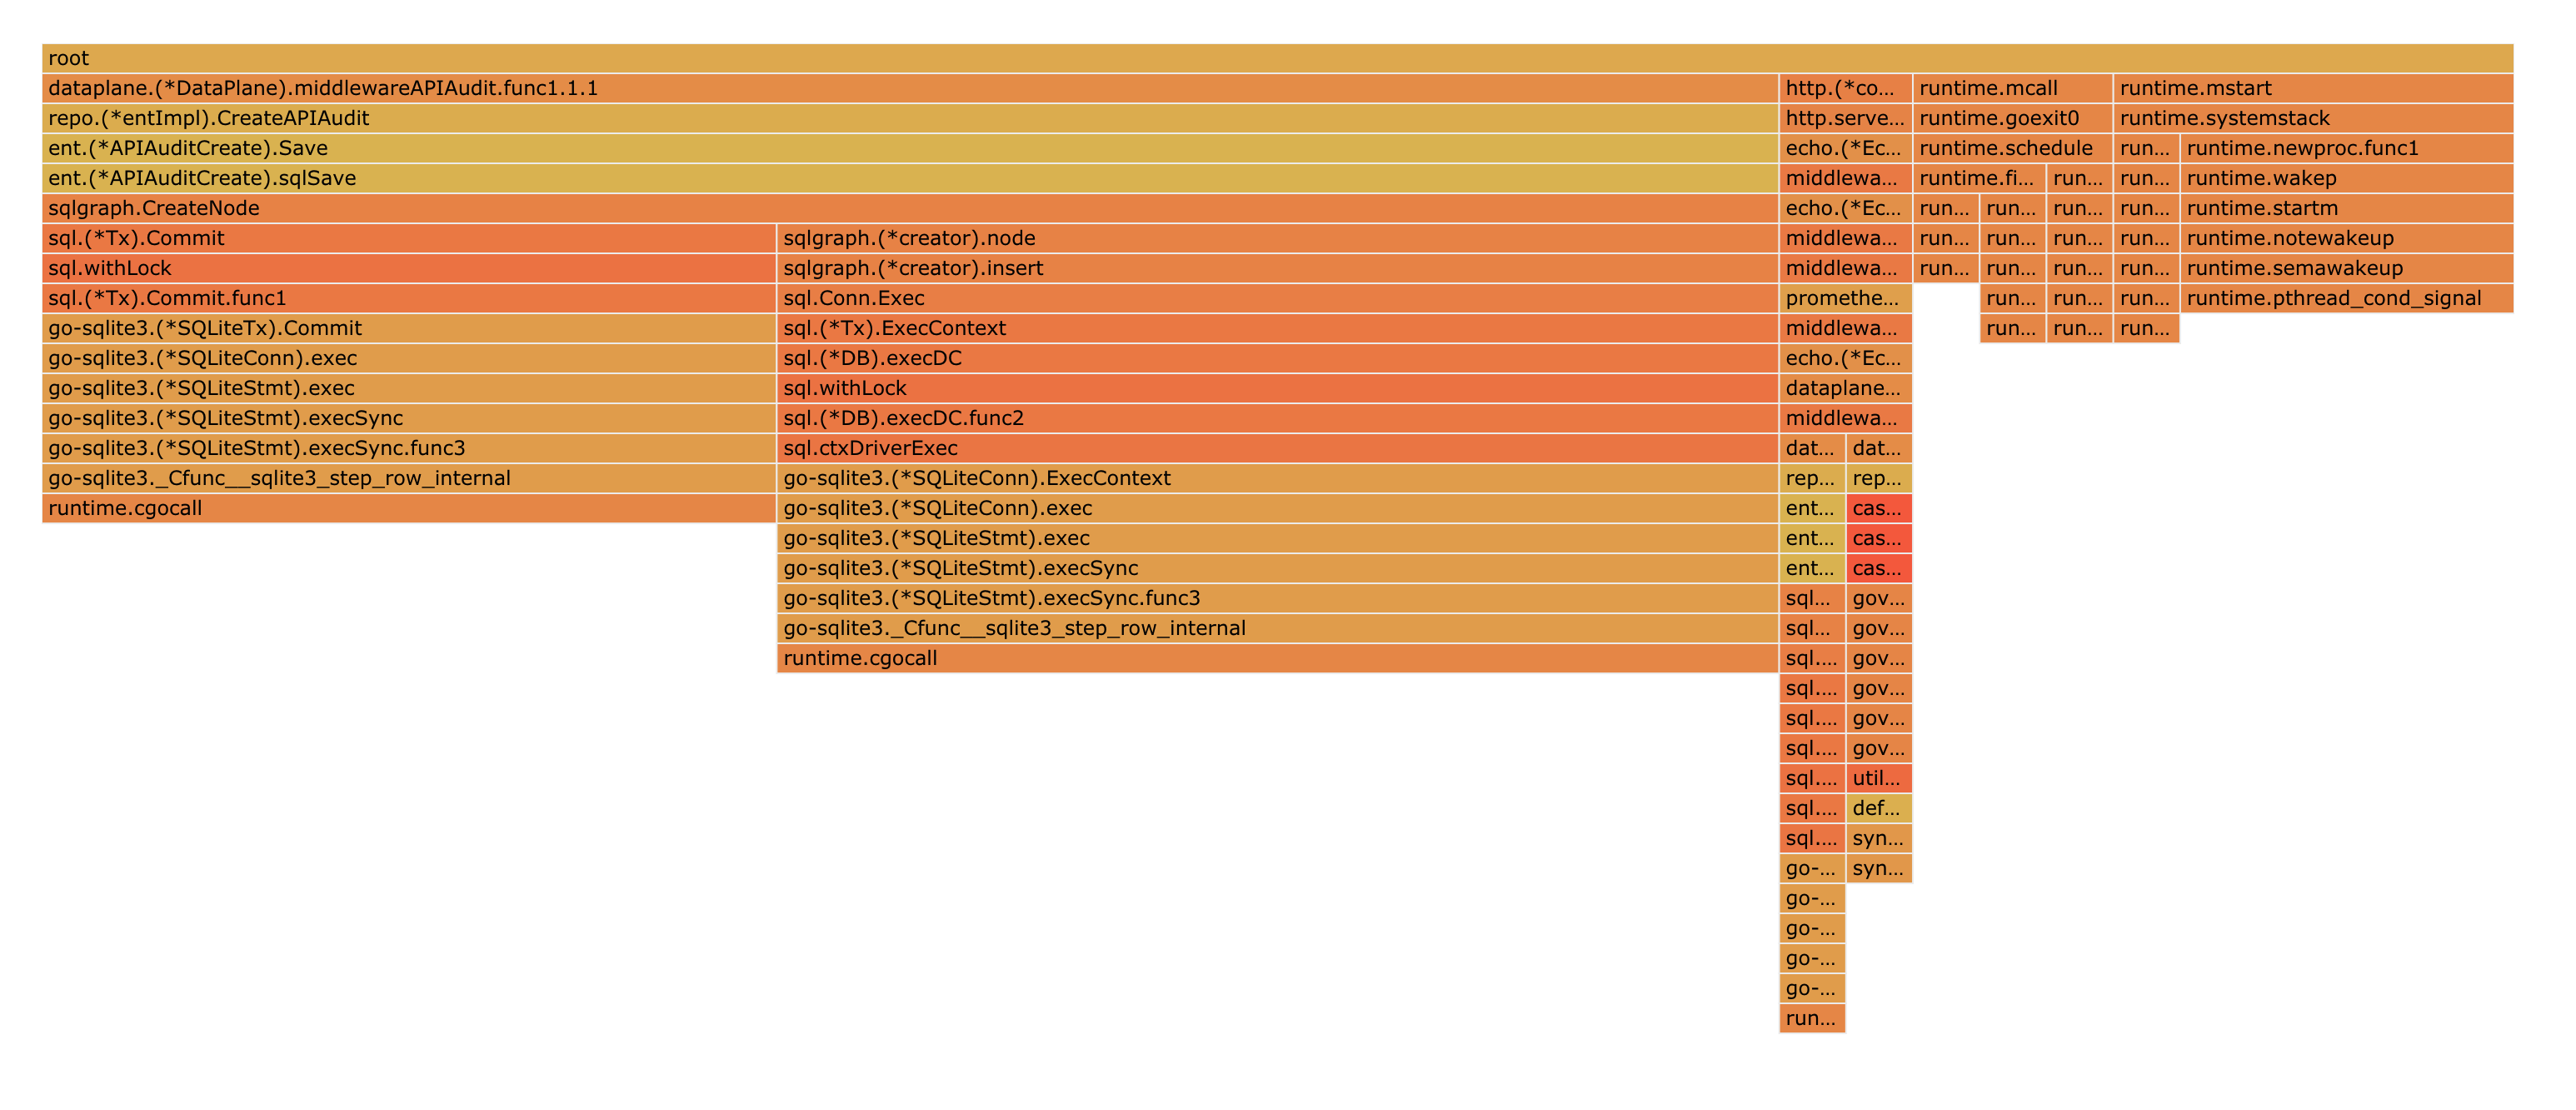 root
dataplane.(*DataPlane).middlewareAPIAudit.func1.1.1 http.(*co... runtime.mcall runtime.mstart
repo.(*entImpl).CreateAPIAudit http.serve... runtime.goexit0 runtime.systemstack
ent.(*APIAuditCreate).Save echo.(*Ec... runtime.schedule run... runtime.newproc.func1
ent.(*APIAuditCreate).sqlSave middlewa... runtime.fi... run... run... runtime.wakep
sqlgraph.CreateNode echo.(*Ec... run... run... run... run... runtime.startm
sql.(*Tx).Commit sqlgraph.(*creator).node middlewa... run... run... run... run... runtime.notewakeup
sql.withLock sqlgraph.(*creator).insert middlewa... run... run... run... run... runtime.semawakeup
sql.(*Tx).Commit.func1 sql.Conn.Exec promethe... run... run... run... runtime.pthread_cond_signal
go-sqlite3.(*SQLiteTx).Commit sql.(*Tx).ExecContext middlewa... run... run... run...
go-sqlite3.(*SQLiteConn).exec sql.(*DB).execDC echo.(*Ec...
go-sqlite3.(*SQLiteStmt).exec sql.withLock dataplane...
go-sqlite3.(*SQLiteStmt).execSync sql.(*DB).execDC.func2 middlewa...
go-sqlite3.(*SQLiteStmt).execSync.func3 sql.ctxDriverExec dat... dat...
go-sqlite3._Cfunc__sqlite3_step_row_internal go-sqlite3.(*SQLiteConn).ExecContext rep... rep...
runtime.cgocall go-sqlite3.(*SQLiteConn).exec ent... cas...
go-sqlite3.(*SQLiteStmt).exec ent... cas...
go-sqlite3.(*SQLiteStmt).execSync ent... cas...
go-sqlite3.(*SQLiteStmt).execSync.func3 sql... gov...
go-sqlite3._Cfunc__sqlite3_step_row_internal sql... gov...
runtime.cgocall sql.... gov...
sql.... gov...
sql.... gov...
sql.... gov...
sql.... util...
sql.... def...
sql.... syn...
go-... syn...
go-...
go-...
go-...
go-...
run...